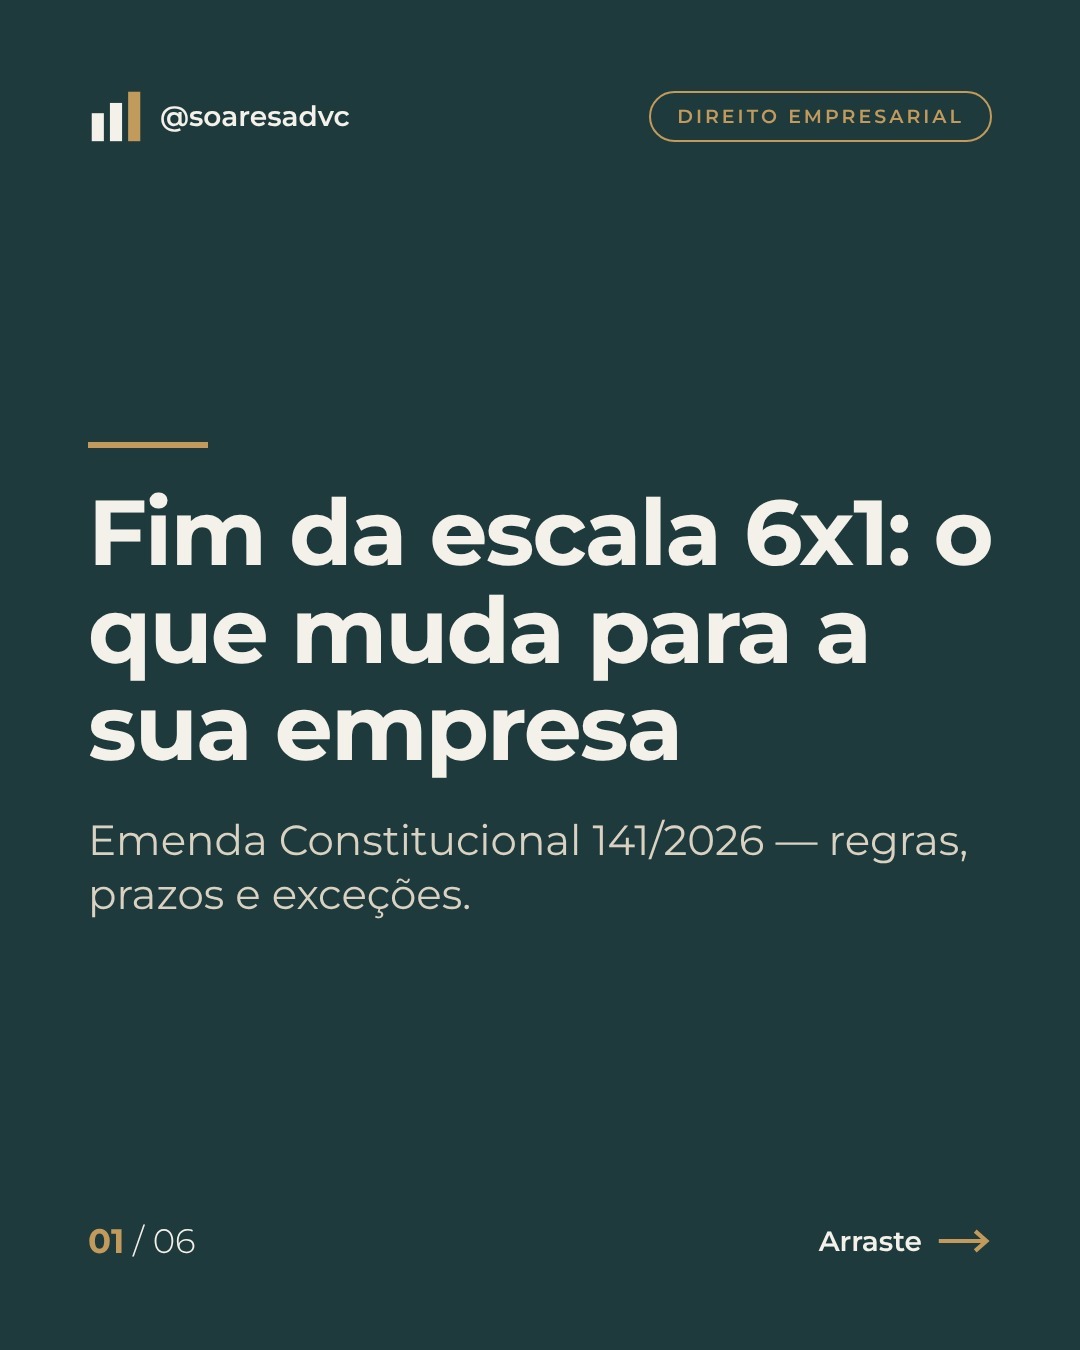 @soaresadvc
DIREITO EMPRESARIAL
Fim da escala 6x1: o
que muda para a
sua empresa
Emenda Constitucional 141/2026 — regras,
prazos e exceções.
01 / 06
Arraste